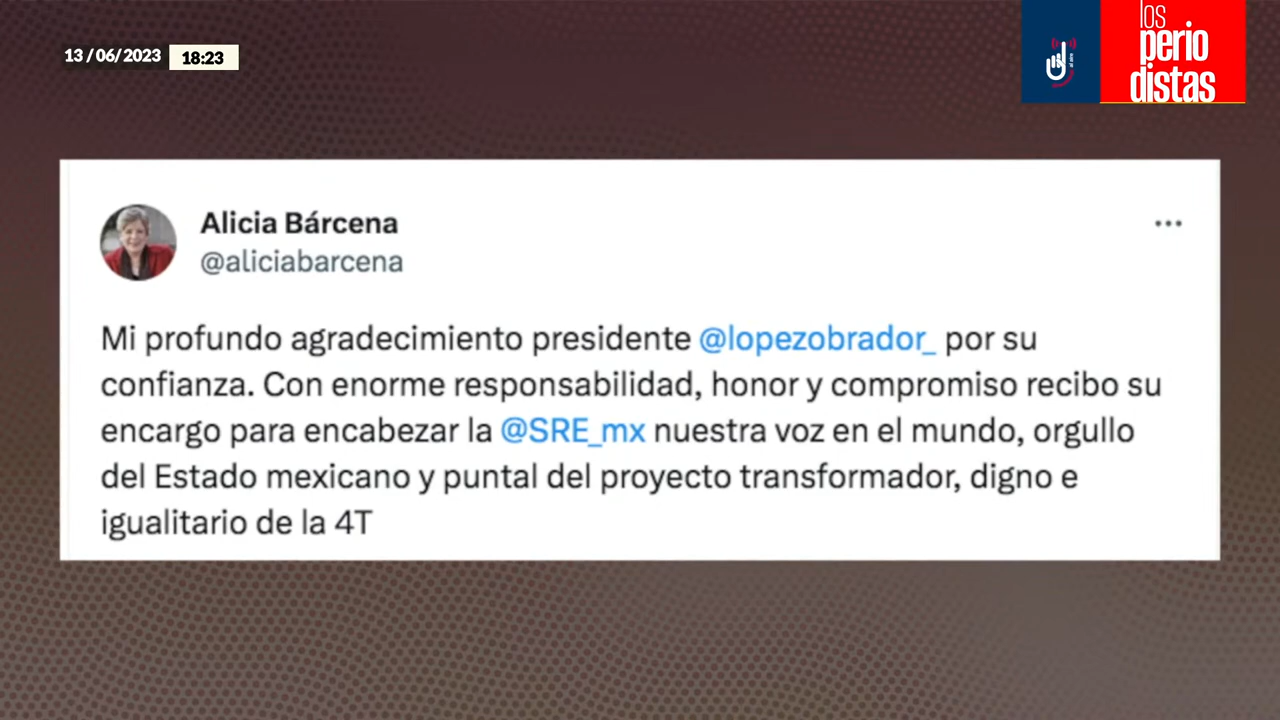 13/06/2023 18:23
los
perio
distas
Alicia Bárcena
@aliciabarcena
Mi profundo agradecimiento presidente @lopezobrador_ por su
confianza. Con enorme responsabilidad, honor y compromiso recibo su
encargo para encabezar la @SRE_mx nuestra voz en el mundo, orgullo
del Estado mexicano y puntal del proyecto transformador, digno e
igualitario de la 4T